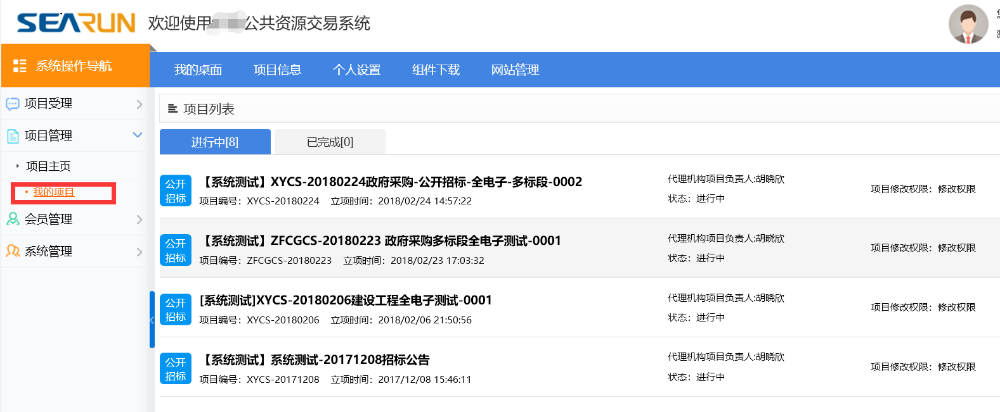 SEARUN 欢迎使用 公共资源交易系统
系统操作导航
我的桌面 项目信息 个人设置 组件下载 网站管理
项目受理
项目管理
项目主页
我的项目
会员管理
系统管理
项目列表
进行中[8] 已完成[0]
公开招标
【系统测试】XYCS-20180224政府采购-公开招标-全电子-多标段-0002
项目编号：XYCS-20180224 立项时间：2018/02/24 14:57:22
代理机构项目负责人:胡晓欣
状态：进行中
项目修改权限：修改权限
公开招标
【系统测试】ZFCGCS-20180223 政府采购多标段全电子测试-0001
项目编号：ZFCGCS-20180223 立项时间：2018/02/23 17:03:32
代理机构项目负责人:胡晓欣
状态：进行中
项目修改权限：修改权限
公开招标
[系统测试]XYCS-20180206建设工程全电子测试-0001
项目编号：XYCS-20180206 立项时间：2018/02/06 21:50:56
代理机构项目负责人:胡晓欣
状态：进行中
项目修改权限：修改权限
公开招标
【系统测试】系统测试-20171208招标公告
项目编号：XYCS-20171208 立项时间：2017/12/08 15:46:11
代理机构项目负责人:胡晓欣
状态：进行中
项目修改权限：修改权限